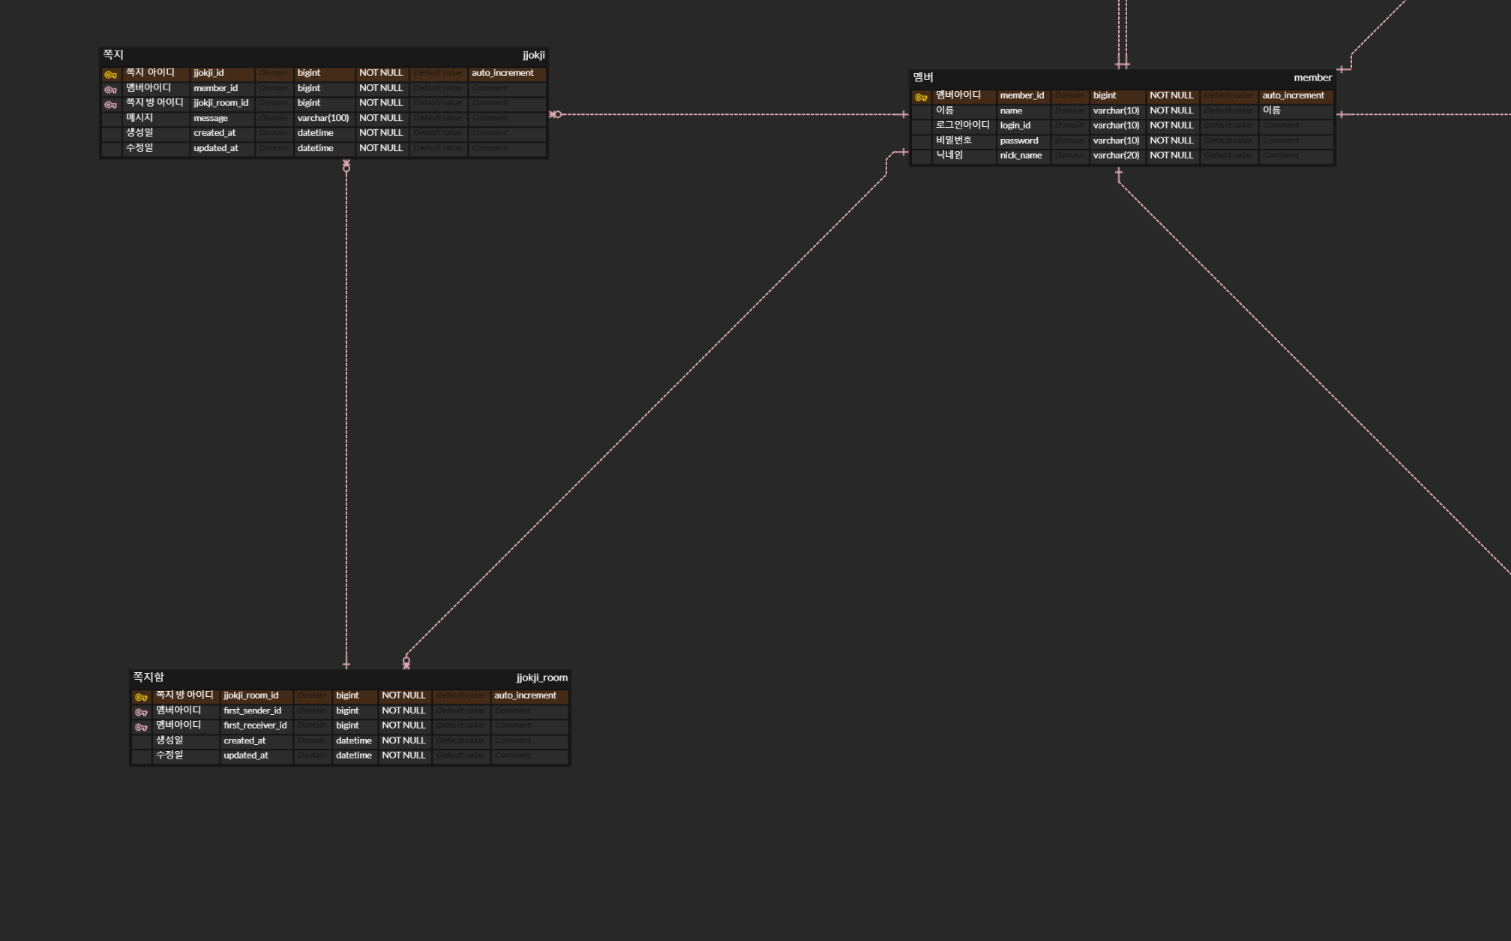 쪽지 jjokji
쪽지 아이디 jjokji_id Domain bigint NOT NULL Default value auto_increment
멤버아이디 member_id Domain bigint NOT NULL Default value Comment
쪽지 방 아이디 jjokji_room_id Domain bigint NOT NULL Default value Comment
메시지 message Domain varchar(100) NOT NULL Default value Comment
생성일 created_at Domain datetime NOT NULL Default value Comment
수정일 updated_at Domain datetime NOT NULL Default value Comment
멤버 member
멤버아이디 member_id Domain bigint NOT NULL Default value auto_increment
이름 name Domain varchar(10) NOT NULL Default value 이름
로그인아이디 login_id Domain varchar(10) NOT NULL Default value Comment
비밀번호 password Domain varchar(10) NOT NULL Default value Comment
닉네임 nick_name Domain varchar(20) NOT NULL Default value Comment
쪽지함 jjokji_room
쪽지 방 아이디 jjokji_room_id Domain bigint NOT NULL Default value auto_increment
멤버아이디 first_sender_id Domain bigint NOT NULL Default value Comment
멤버아이디 first_receiver_id Domain bigint NOT NULL Default value Comment
생성일 created_at Domain datetime NOT NULL Default value Comment
수정일 updated_at Domain datetime NOT NULL Default value Comment